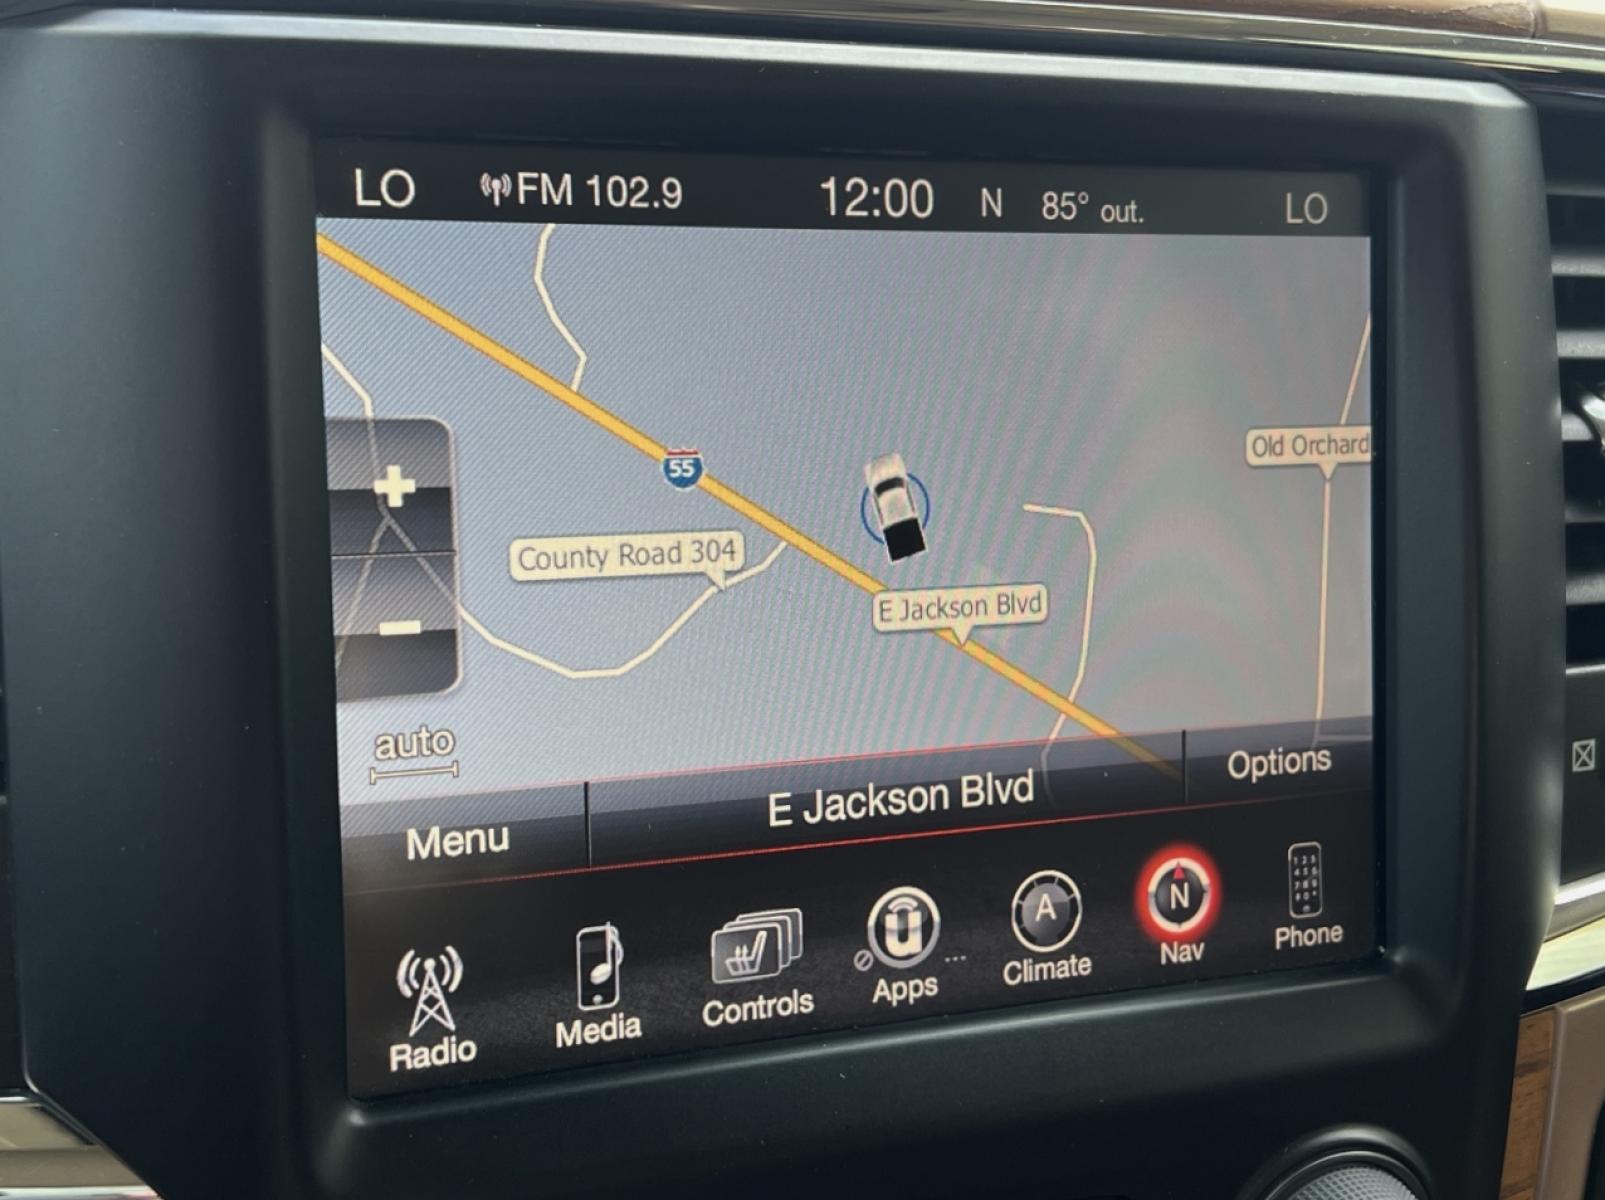 LO FM 102.9 12:00 N 85° out. LO
55
Old Orchard
County Road 304
E Jackson Blvd
+
−
auto
Menu E Jackson Blvd Options
Radio Media Controls Apps Climate Nav Phone
A
N